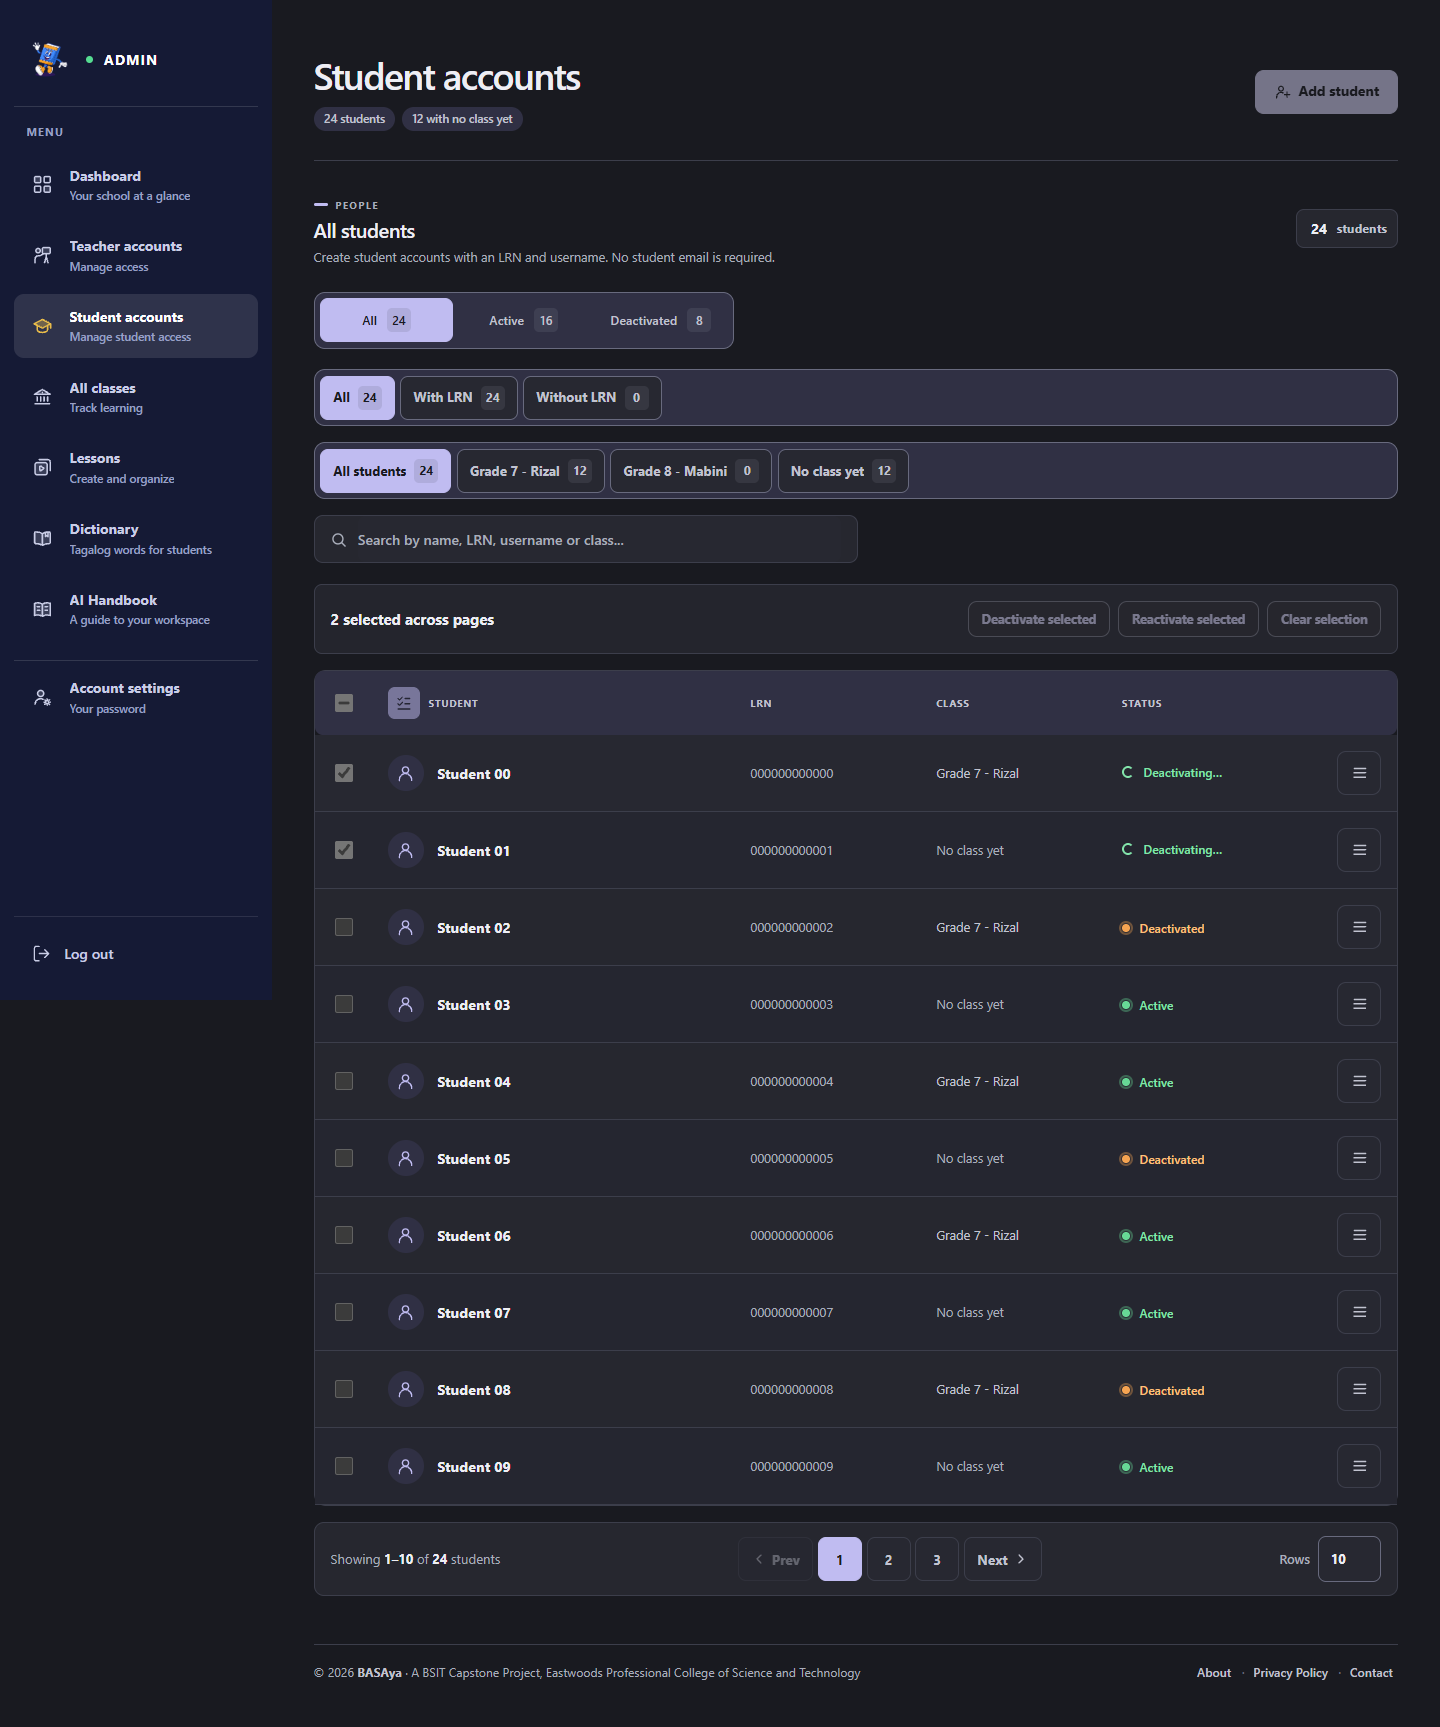 ADMIN
MENU
Dashboard
Your school at a glance
Teacher accounts
Manage access
Student accounts
Manage student access
All classes
Track learning
Lessons
Create and organize
Dictionary
Tagalog words for students
AI Handbook
A guide to your workspace
Account settings
Your password
Log out
Student accounts
24 students 12 with no class yet
Add student
PEOPLE
All students
Create student accounts with an LRN and username. No student email is required.
24 students
All 24 Active 16 Deactivated 8
All 24 With LRN 24 Without LRN 0
All students 24 Grade 7 - Rizal 12 Grade 8 - Mabini 0 No class yet 12
Search by name, LRN, username or class...
2 selected across pages Deactivate selected Reactivate selected Clear selection
STUDENT LRN CLASS STATUS
Student 00 000000000000 Grade 7 - Rizal Deactivating...
Student 01 000000000001 No class yet Deactivating...
Student 02 000000000002 Grade 7 - Rizal Deactivated
Student 03 000000000003 No class yet Active
Student 04 000000000004 Grade 7 - Rizal Active
Student 05 000000000005 No class yet Deactivated
Student 06 000000000006 Grade 7 - Rizal Active
Student 07 000000000007 No class yet Active
Student 08 000000000008 Grade 7 - Rizal Deactivated
Student 09 000000000009 No class yet Active
Showing 1–10 of 24 students Prev 1 2 3 Next Rows 10
© 2026 BASAya · A BSIT Capstone Project, Eastwoods Professional College of Science and Technology About · Privacy Policy · Contact